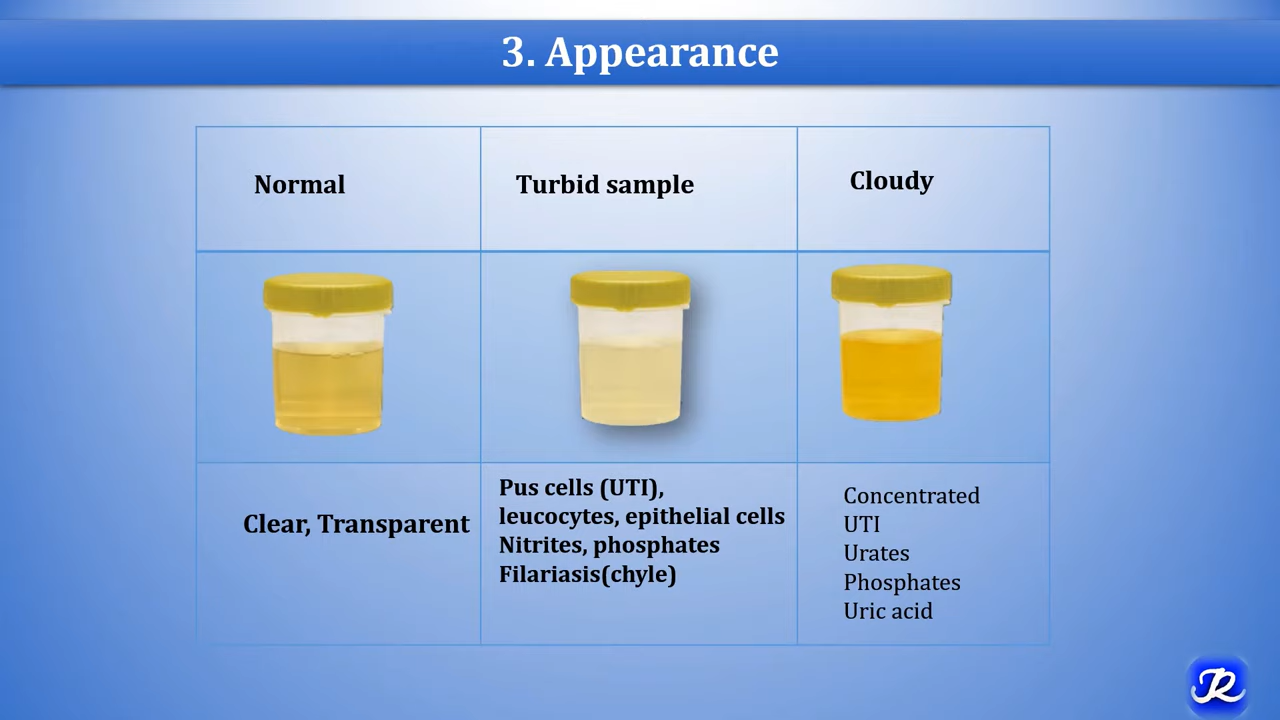 3. Appearance
Normal
Turbid sample
Cloudy
Clear, Transparent
Pus cells (UTI),
leucocytes, epithelial cells
Nitrites, phosphates
Filariasis(chyle)
Concentrated
UTI
Urates
Phosphates
Uric acid
JR